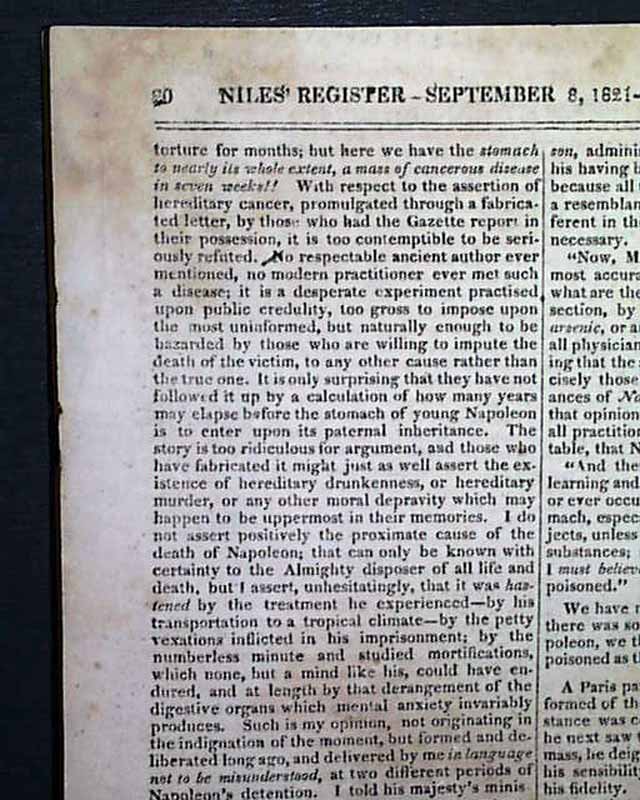 20 NILES' REGISTER—SEPTEMBER 8, 1821—
torture for months; but here we have the stomach
to nearly its whole extent, a mass of cancerous disease
in seven weeks!! With respect to the assertion of
hereditary cancer, promulgated through a fabrica-
ted letter, by those who had the Gazette report in
their possession, it is too contemptible to be seri-
ously refuted. No respectable ancient author ever
mentioned, no modern practitioner ever met such
a disease; it is a desperate experiment practised
upon public credulity, too gross to impose upon
the most uninformed, but naturally enough to be
hazarded by those who are willing to impute the
death of the victim, to any other cause rather than
the true one. It is only surprising that they have not
followed it up by a calculation of how many years
may elapse before the stomach of young Napoleon
is to enter upon its paternal inheritance. The
story is too ridiculous for argument, and those who
have fabricated it might just as well assert the ex-
istence of hereditary drunkenness, or hereditary
murder, or any other moral depravity which may
happen to be uppermost in their memories. I do
not assert positively the proximate cause of the
death of Napoleon; that can only be known with
certainty to the Almighty disposer of all life and
death, but I assert, unhesitatingly, that it was has-
tened by the treatment he experienced—by his
transportation to a tropical climate—by the petty
vexations inflicted in his imprisonment; by the
numberless minute and studied mortifications,
which none, but a mind like his, could have en-
dured, and at length by that derangement of the
digestive organs which mental anxiety invariably
produces. Such is my opinion, not originating in
the indignation of the moment, but formed and de-
liberated long ago, and delivered by me in language
not to be misunderstood, at two different periods of
Napoleon's detention. I told his majesty's minis-
son, adminis
his having b
because all
a resemblan
ferent in th
necessary.
"Now, M
most accura
what are the
section, by
arsenic, or a
all physician
ing that the
cisely those
ances of Na
that opinion
all practition
table, that N
"And the
learning and
or ever occu
mach, espec
jects, unless
substances;
I must believe
poisoned."
We have
there was so
poleon, we th
poisoned as th
A Paris pa
formed of th
stance was c
he next saw
mass, he deig
his sensibilit
his fidelity.